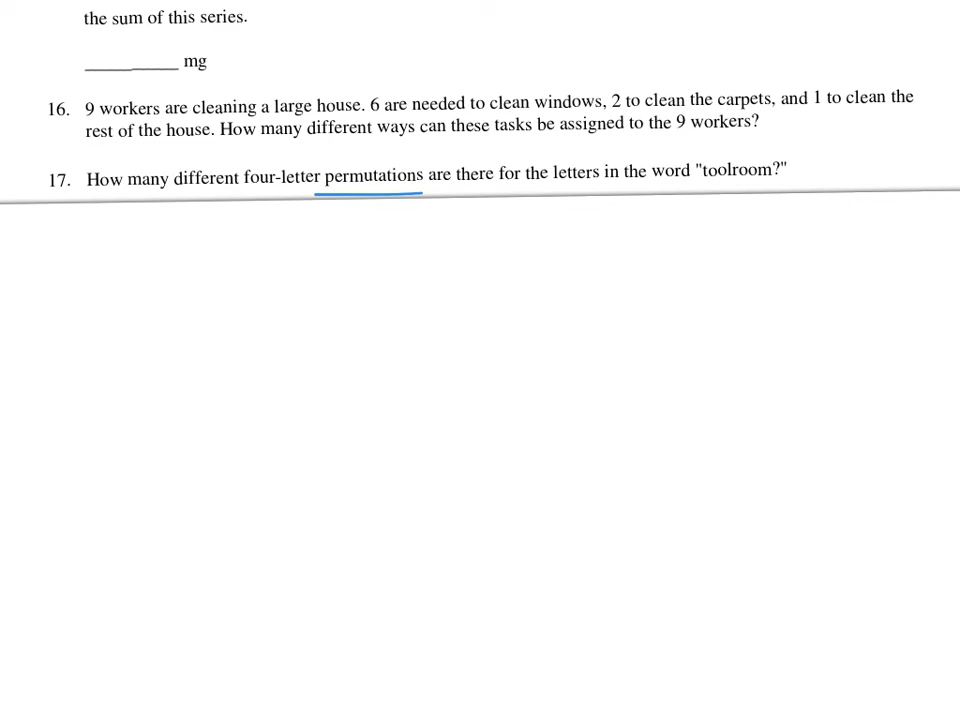 the sum of this series.
__________ mg
16. 9 workers are cleaning a large house. 6 are needed to clean windows, 2 to clean the carpets, and 1 to clean the
rest of the house. How many different ways can these tasks be assigned to the 9 workers?
17. How many different four-letter permutations are there for the letters in the word "toolroom?"